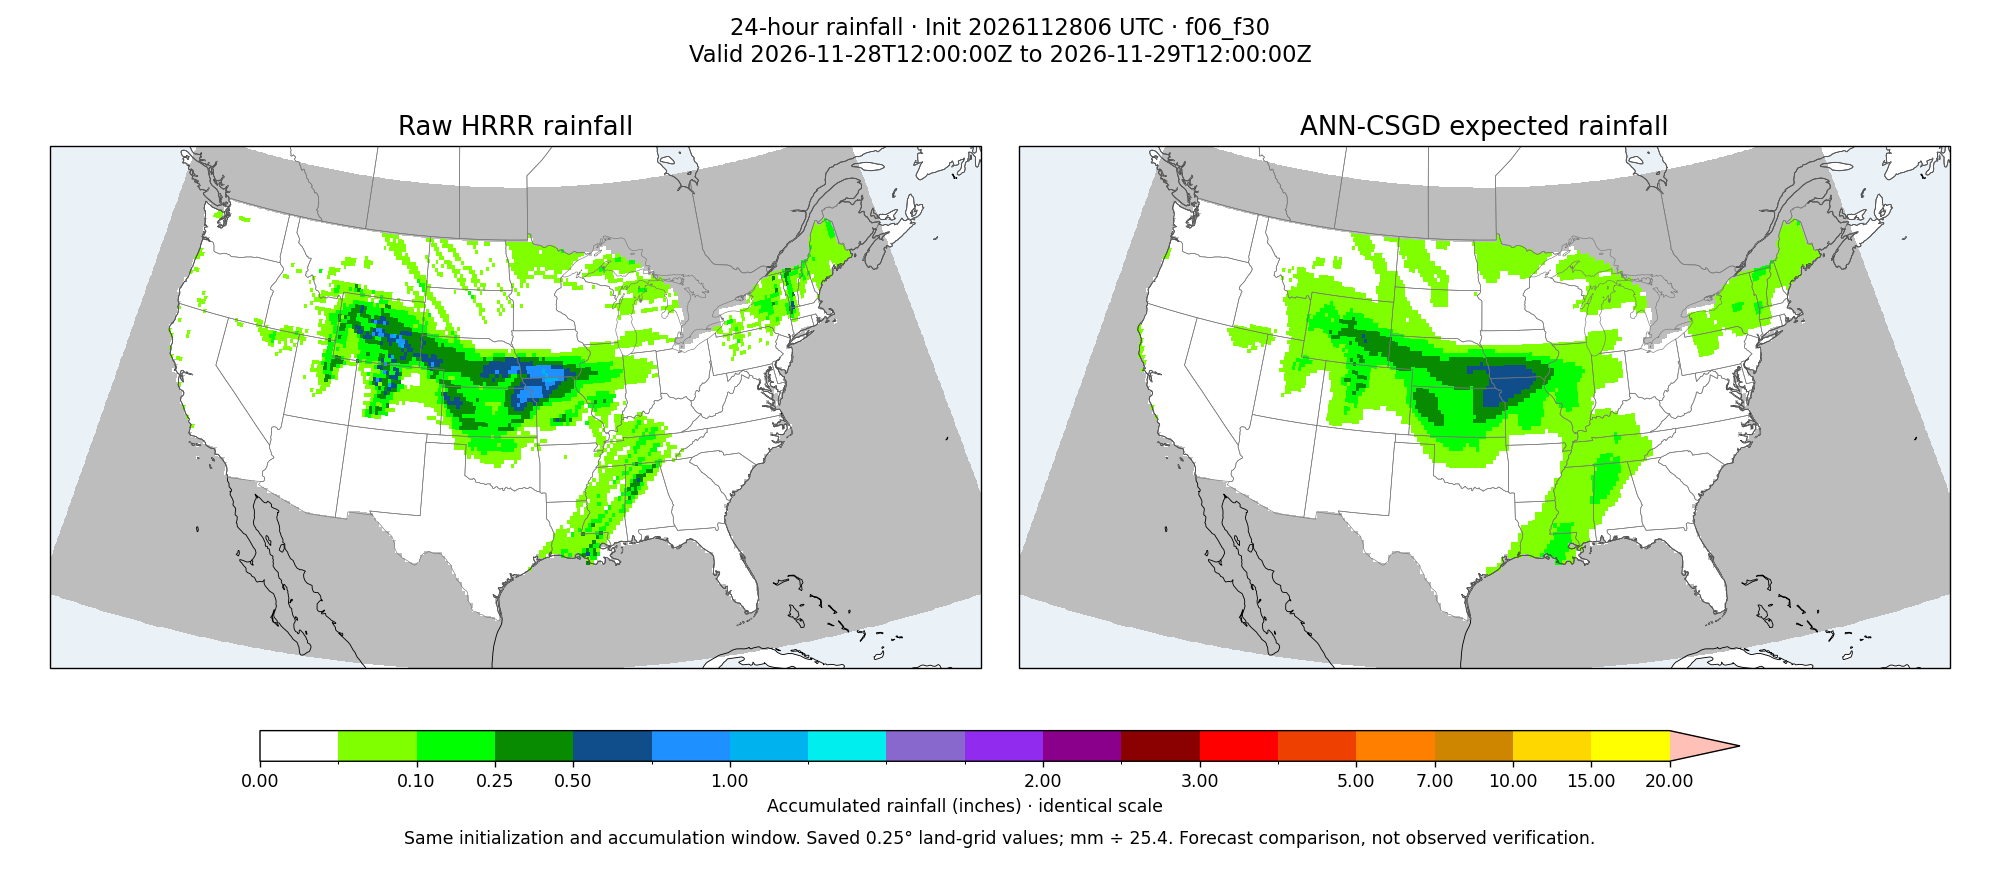 24-hour rainfall · Init 2026112806 UTC · f06_f30
Valid 2026-11-28T12:00:00Z to 2026-11-29T12:00:00Z
Raw HRRR rainfall
ANN-CSGD expected rainfall
0.00 0.10 0.25 0.50 1.00 2.00 3.00 5.00 7.00 10.00 15.00 20.00
Accumulated rainfall (inches) · identical scale
Same initialization and accumulation window. Saved 0.25° land-grid values; mm ÷ 25.4. Forecast comparison, not observed verification.